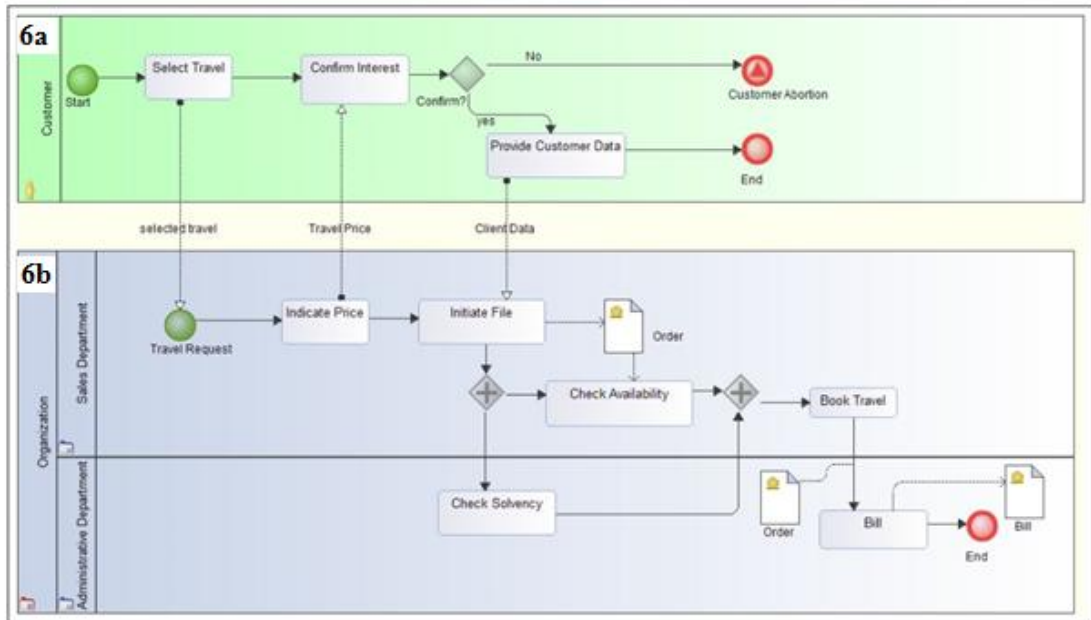 6a
Customer
Start
Select Travel
Confirm Interest
Confirm?
No
yes
Customer Abortion
Provide Customer Data
End
selected travel
Travel Price
Client Data
6b
Organization
Sales Department
Travel Request
Indicate Price
Initiate File
Order
Check Availability
Book Travel
Administrative Department
Check Solvency
Order
Bill
End
Bill